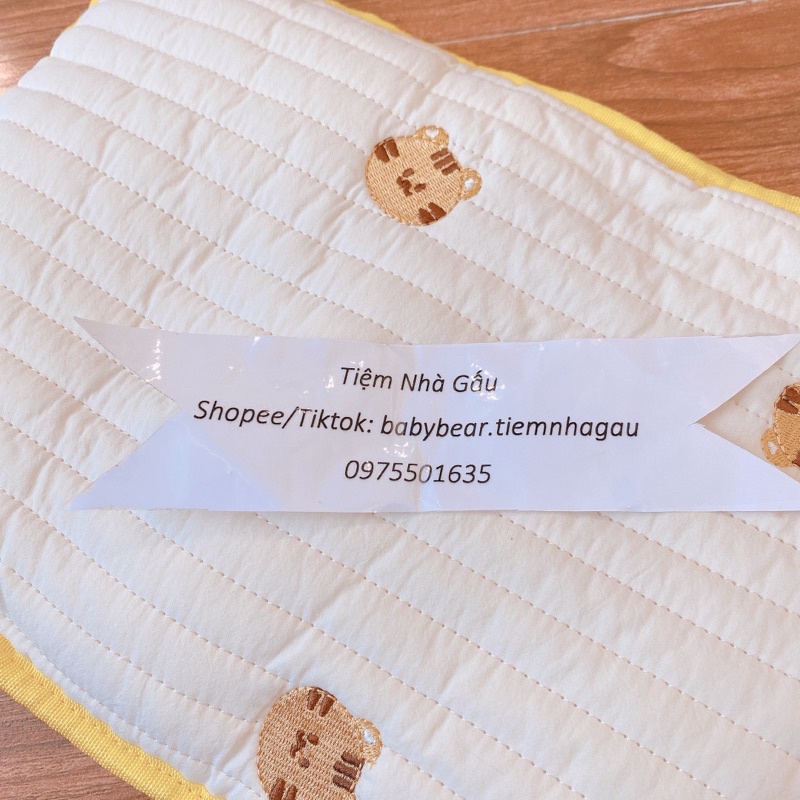 Tiệm Nhà Gấu
Shopee/Tiktok: babybear.tiemnhagau
0975501635